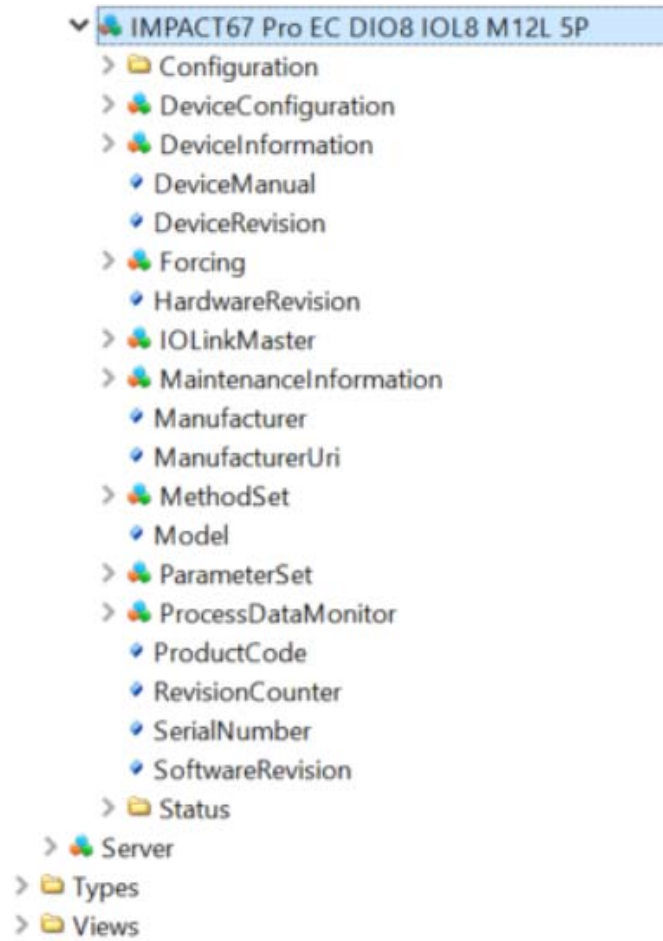 IMPACT67 Pro EC DIO8 IOL8 M12L 5P
Configuration
DeviceConfiguration
DeviceInformation
DeviceManual
DeviceRevision
Forcing
HardwareRevision
IOLinkMaster
MaintenanceInformation
Manufacturer
ManufacturerUri
MethodSet
Model
ParameterSet
ProcessDataMonitor
ProductCode
RevisionCounter
SerialNumber
SoftwareRevision
Status
Server
Types
Views